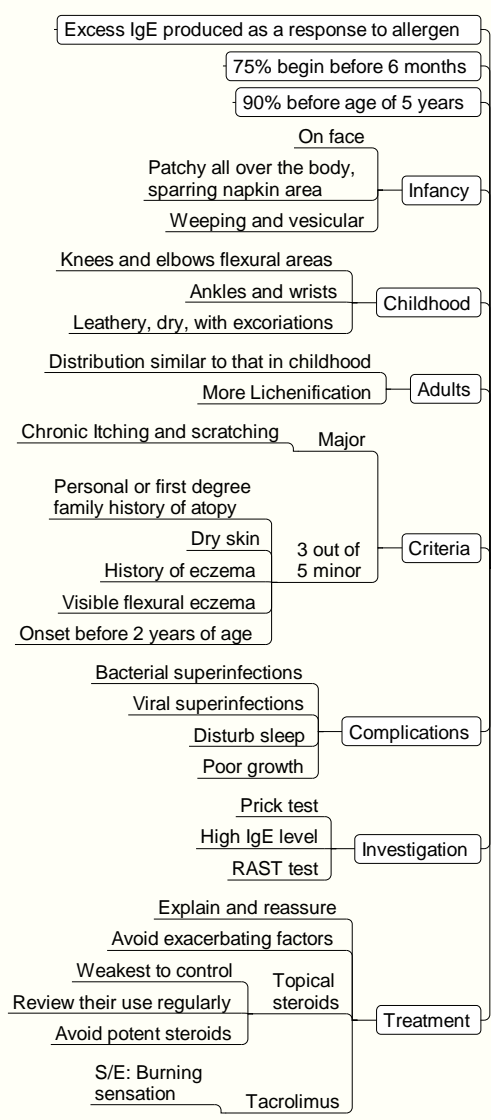 Excess IgE produced as a response to allergen
75% begin before 6 months
90% before age of 5 years
Infancy
On face
Patchy all over the body,
sparring napkin area
Weeping and vesicular
Childhood
Knees and elbows flexural areas
Ankles and wrists
Leathery, dry, with excoriations
Adults
Distribution similar to that in childhood
More Lichenification
Criteria
Major
Chronic Itching and scratching
3 out of
5 minor
Personal or first degree
family history of atopy
Dry skin
History of eczema
Visible flexural eczema
Onset before 2 years of age
Complications
Bacterial superinfections
Viral superinfections
Disturb sleep
Poor growth
Investigation
Prick test
High IgE level
RAST test
Treatment
Explain and reassure
Avoid exacerbating factors
Topical
steroids
Weakest to control
Review their use regularly
Avoid potent steroids
Tacrolimus
S/E: Burning
sensation